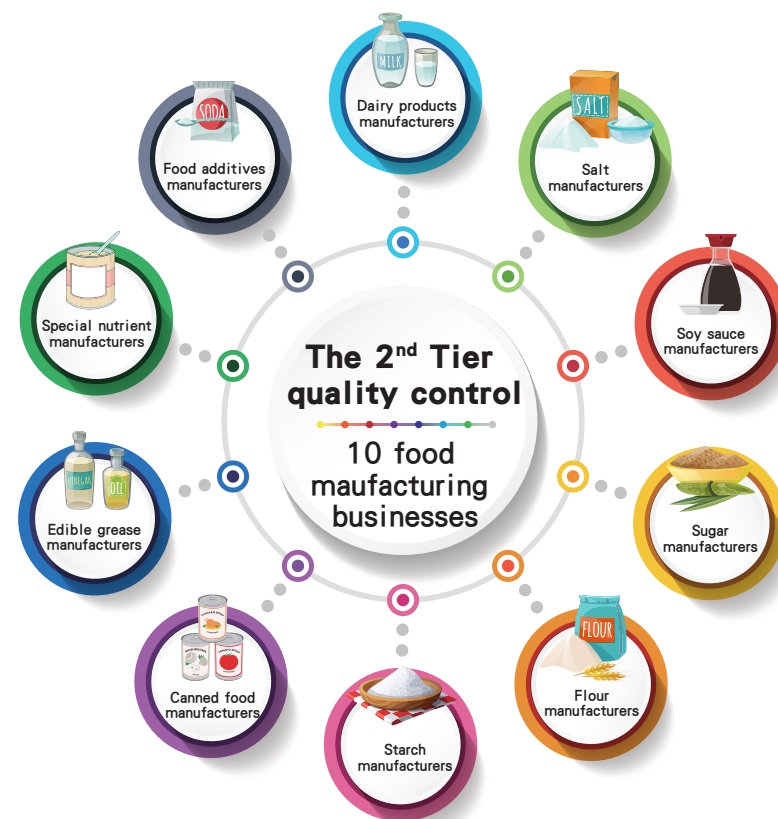 The 2nd Tier
quality control
10 food
maufacturing
businesses
MILK
Dairy products
manufacturers
SALT
Salt
manufacturers
Soy sauce
manufacturers
Sugar
manufacturers
FLOUR
Flour
manufacturers
Starch
manufacturers
Canned food
manufacturers
VINEGAR
OIL
Edible grease
manufacturers
Special nutrient
manufacturers
SODA
Food additives
manufacturers